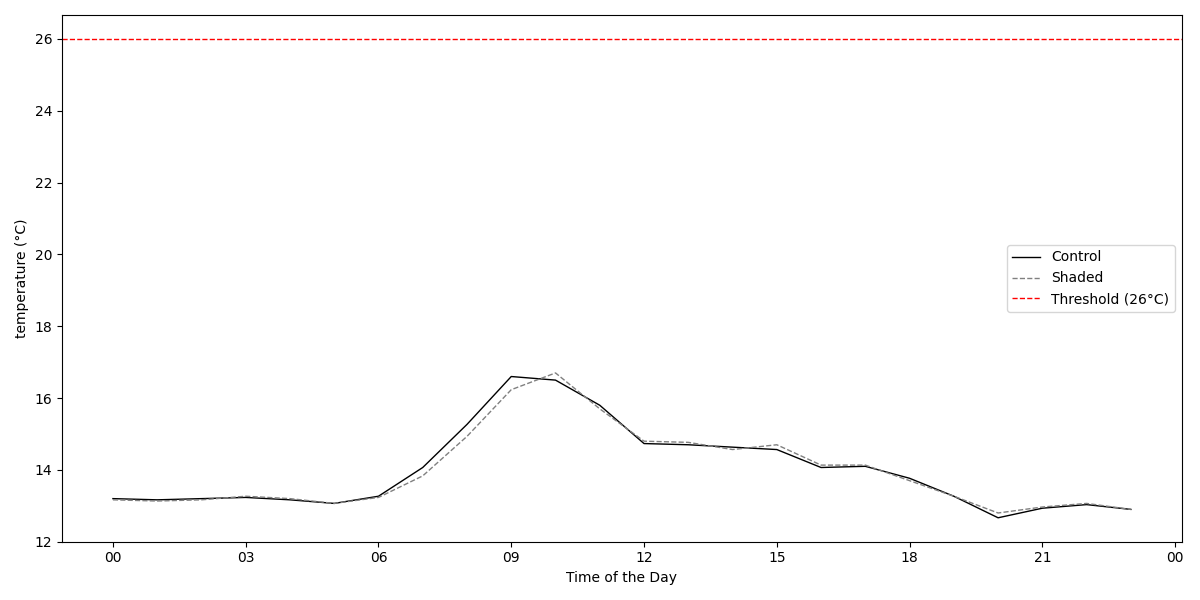 26
24
22
20
18
16
14
12
temperature (°C)
Control
Shaded
Threshold (26°C)
00 03 06 09 12 15 18 21 00
Time of the Day